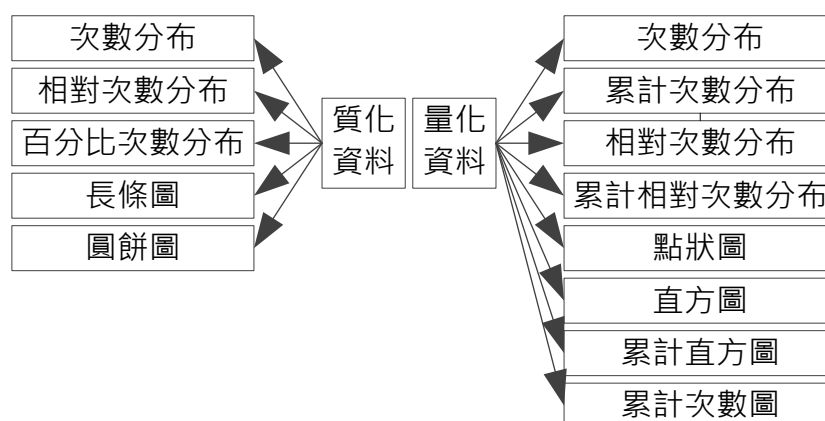 次數分布
相對次數分布
百分比次數分布
長條圖
圓餅圖
質化
資料
量化
資料
次數分布
累計次數分布
相對次數分布
累計相對次數分布
點狀圖
直方圖
累計直方圖
累計次數圖